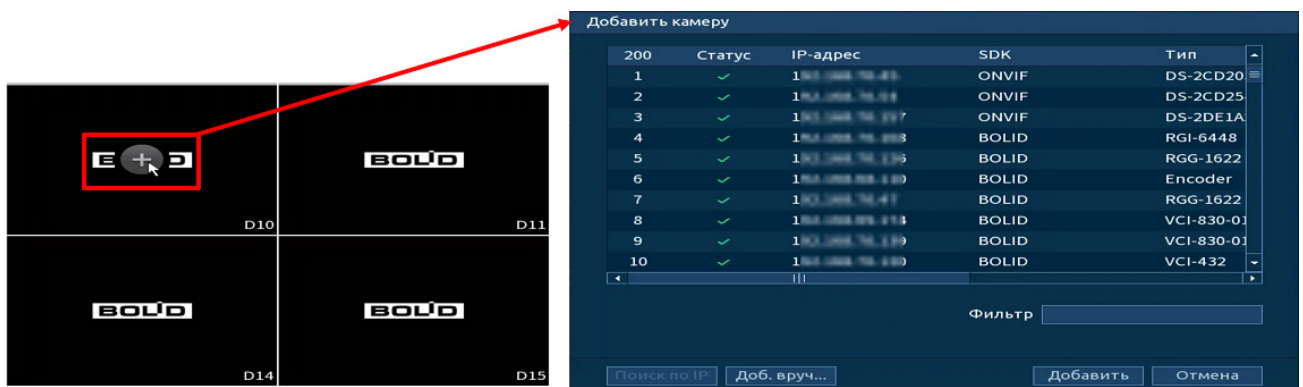 BOLID
D10
D11
BOLID
BOLID
D14
D15
Добавить камеру
200 Статус IP-адрес SDK Тип
1 ONVIF DS-2CD20
2 ONVIF DS-2CD25
3 ONVIF DS-2DE1A
4 BOLID RGI-6448
5 BOLID RGG-1622
6 BOLID Encoder
7 BOLID RGG-1622
8 BOLID VCI-830-01
9 BOLID VCI-830-01
10 BOLID VCI-432
Фильтр
Поиск по IP Доб. вруч... Добавить Отмена